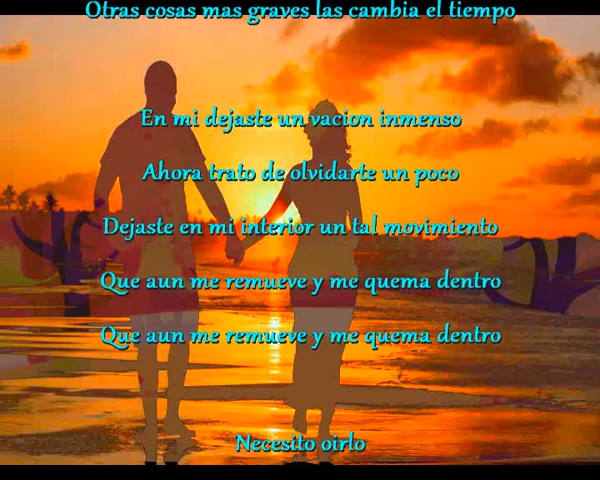 Otras cosas mas graves las cambia el tiempo
En mi dejaste un vacion inmenso
Ahora trato de olvidarte un poco
Dejaste en mi interior un tal movimiento
Que aun me remueve y me quema dentro
Que aun me remueve y me quema dentro
Necesito oirlo